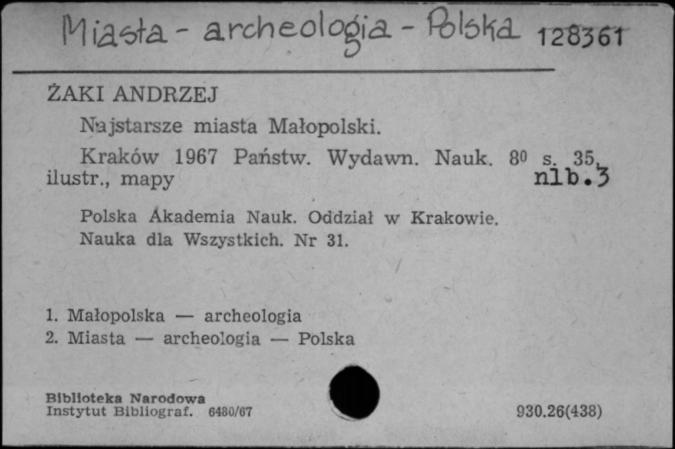 Miasta - archeologia - Polska 128361
ŻAKI ANDRZEJ
Najstarsze miasta Małopolski.
Kraków 1967 Państw. Wydawn. Nauk. 8⁰ s. 35,
ilustr., mapy nlb.3
Polska Akademia Nauk. Oddział w Krakowie.
Nauka dla Wszystkich. Nr 31.
1. Małopolska — archeologia
2. Miasta — archeologia — Polska
Biblioteka Narodowa
Instytut Bibliograf. 6480/67 930.26(438)